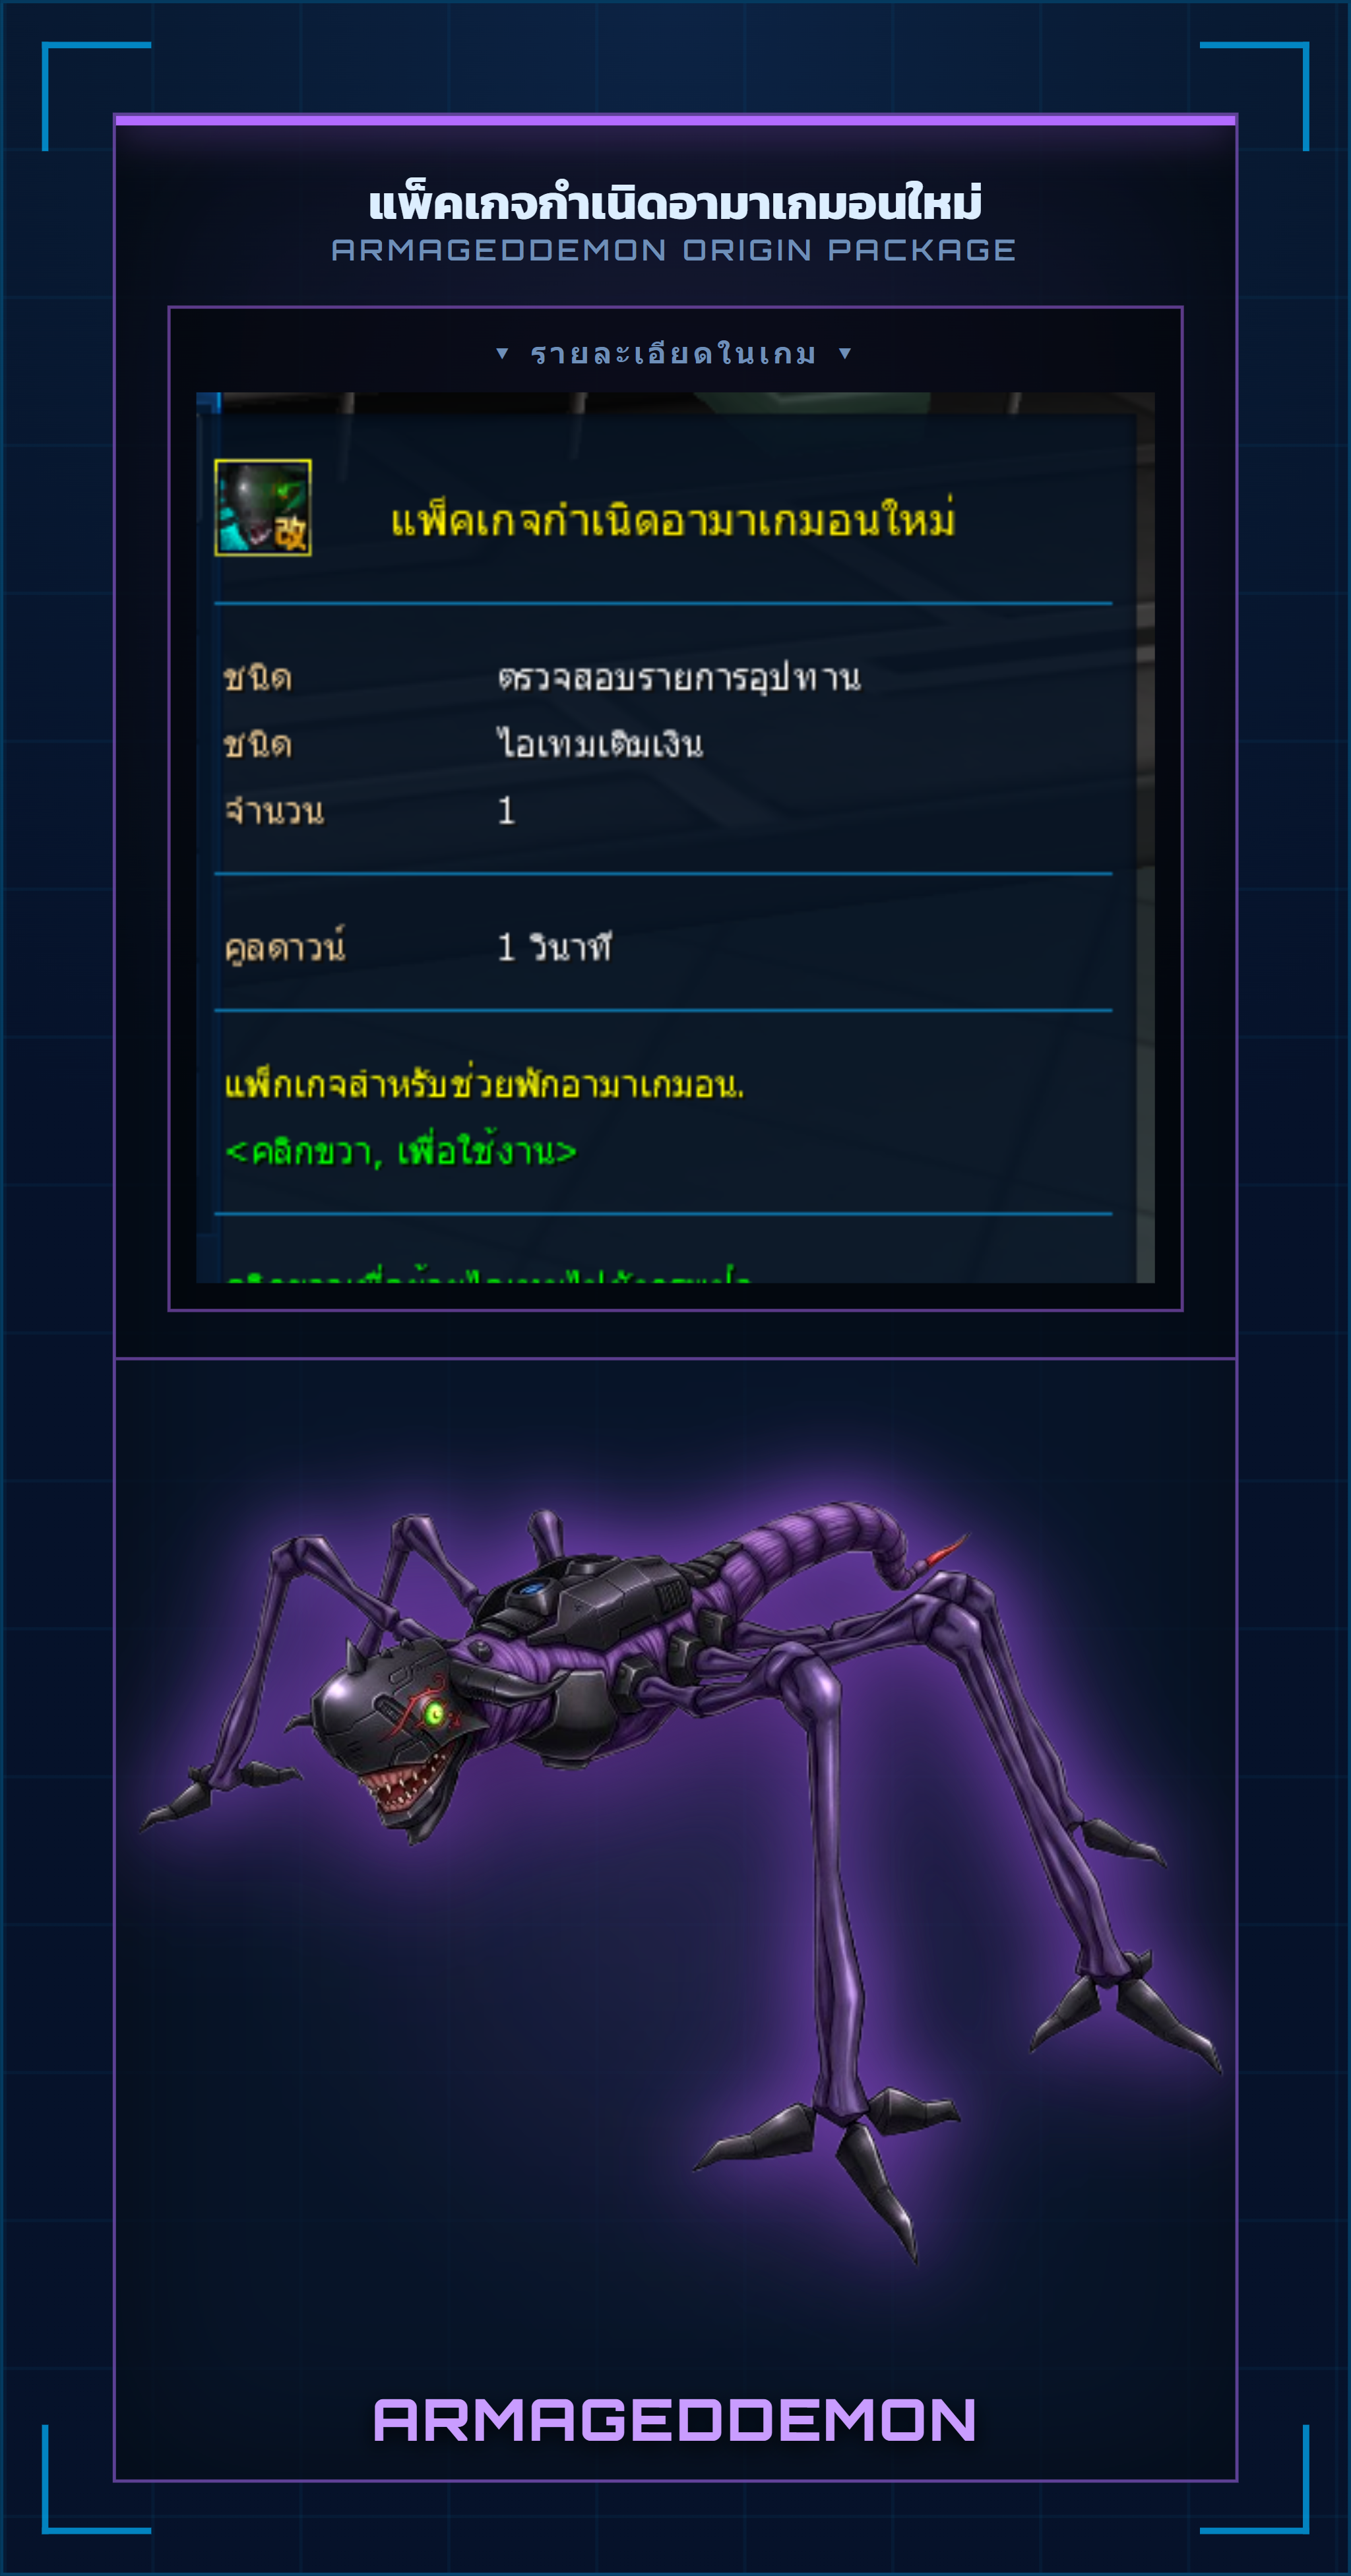 แพ็คเกจกำเนิดอามาเกมอนใหม่
ARMAGEDDEMON ORIGIN PACKAGE
▼ รายละเอียดในเกม ▼
改
แพ็คเกจกำเนิดอามาเกมอนใหม่
ชนิด ตรวจสอบรายการอุปทาน
ชนิด ไอเทมเติมเงิน
จำนวน 1
คูลดาวน์ 1 วินาที
แพ็กเกจสำหรับช่วยฟักอามาเกมอน.
<คลิกขวา, เพื่อใช้งาน>
ARMAGEDDEMON